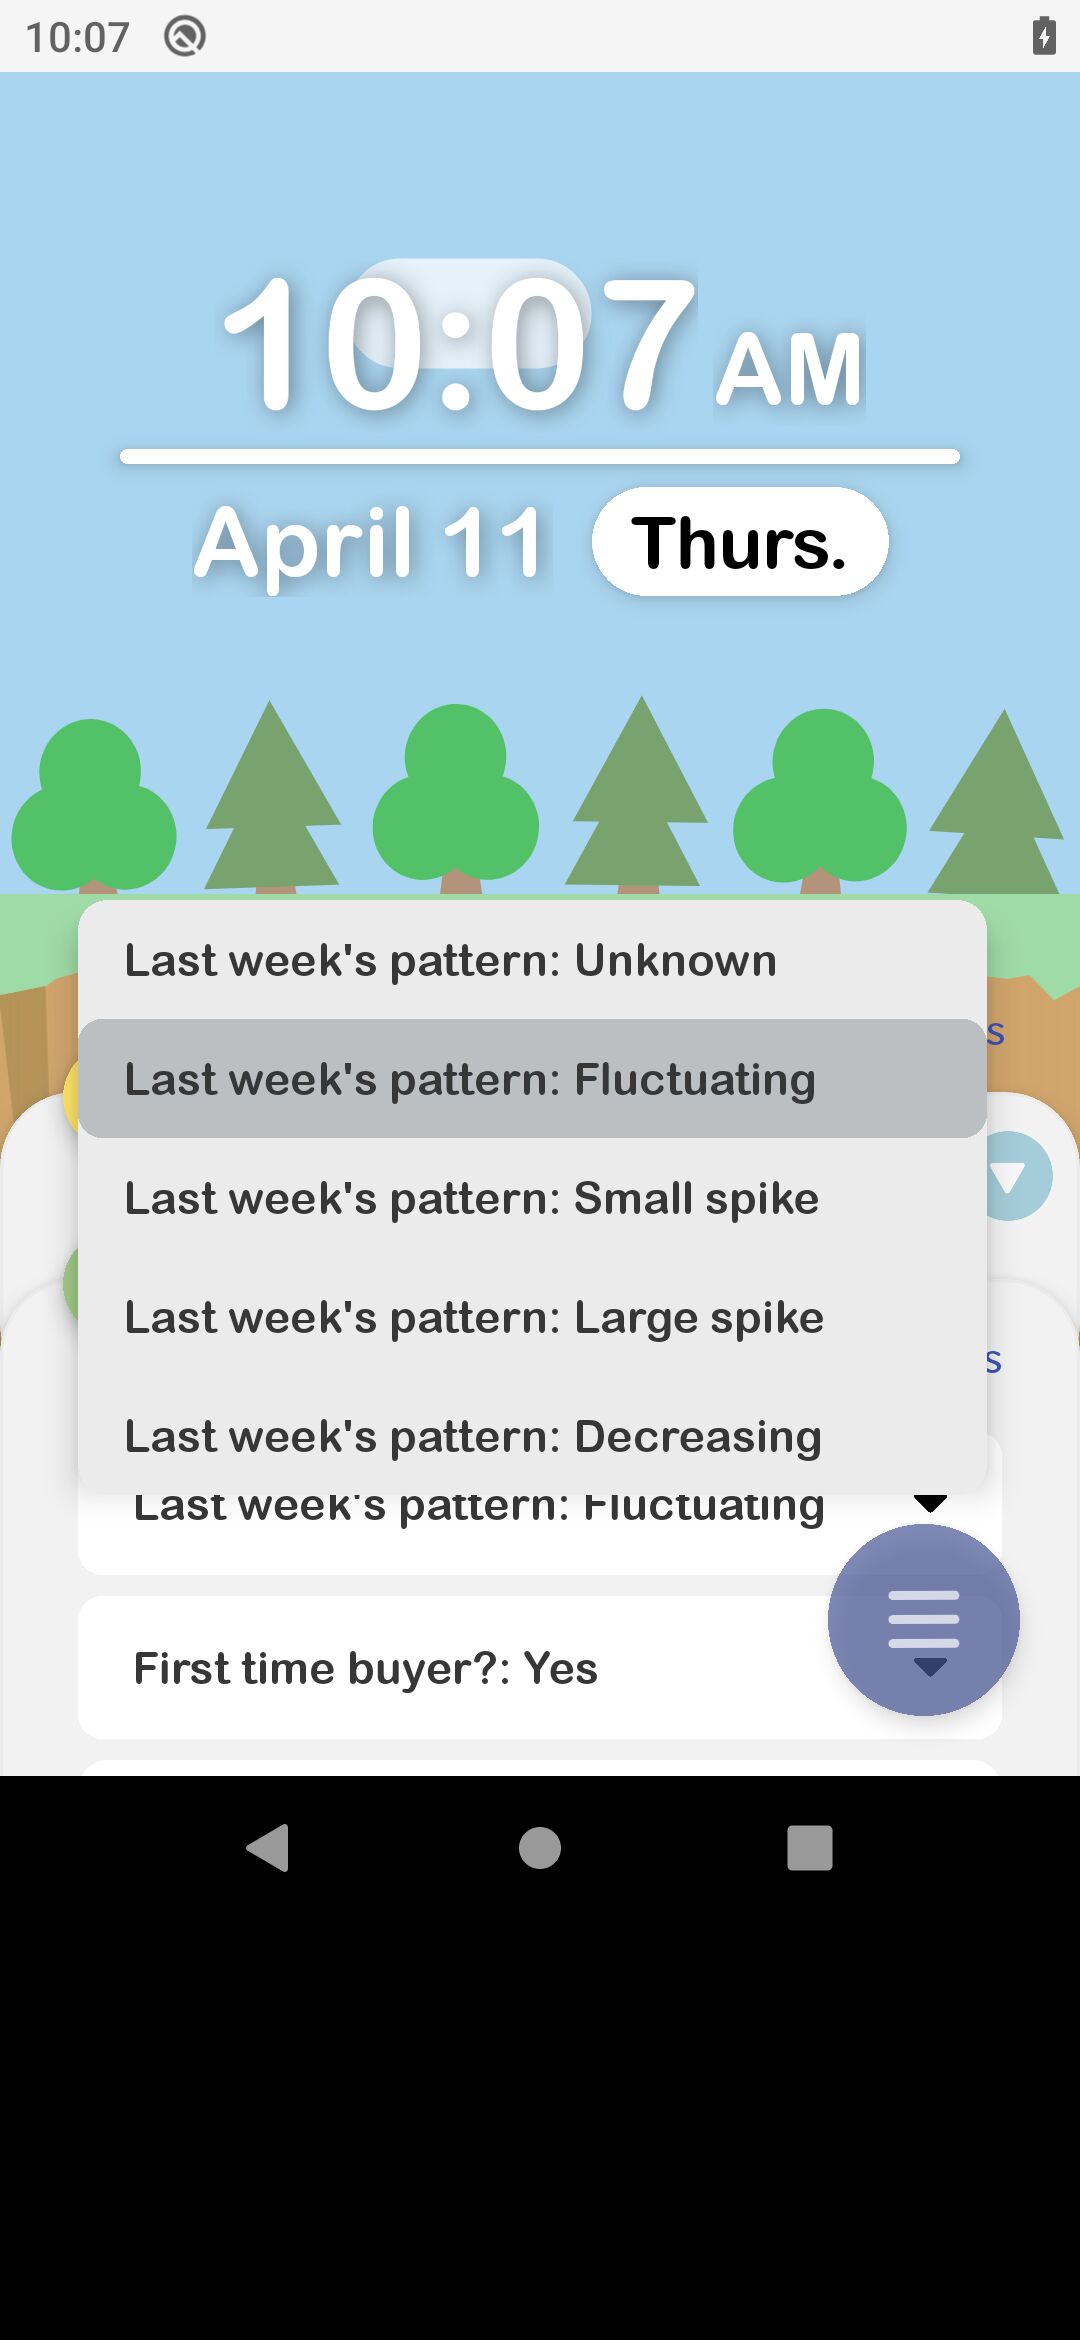 10:07
10:07 AM
April 11 Thurs.
s
Last week's pattern: Unknown
Last week's pattern: Fluctuating
Last week's pattern: Small spike
Last week's pattern: Large spike
s
Last week's pattern: Decreasing
Last week's pattern: Fluctuating
First time buyer?: Yes